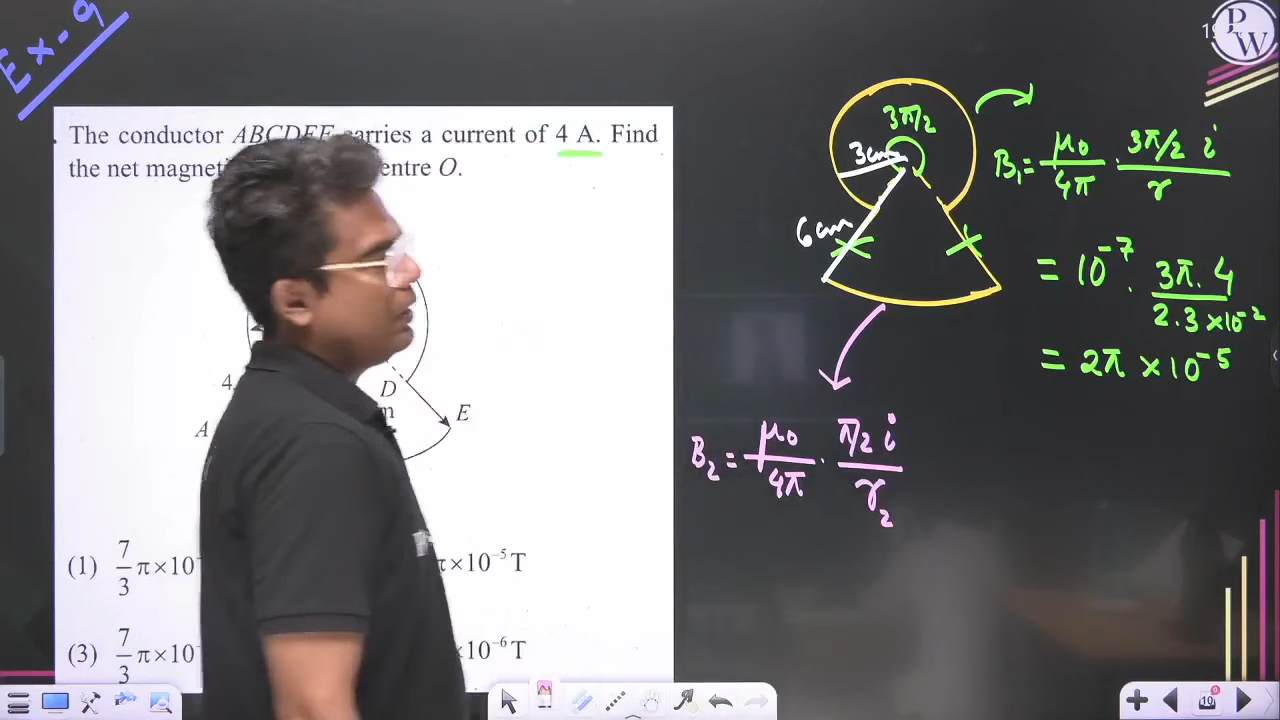 Ex-9
PW
The conductor ABCDEF carries a current of 4 A. Find
the net magnet entre O.
4
D
m
E
A
(1) 7/3 π×10
π×10⁻⁵ T
(3) 7/3 π×10
×10⁻⁶ T
3π/2
3cm
6cm
B₁ = μ₀/4π · 3π/2 i/r
= 10⁻⁷ · 3π.4/2.3×10⁻²
= 2π × 10⁻⁵
B₂ = μ₀/4π · π/2 i/r₂
10